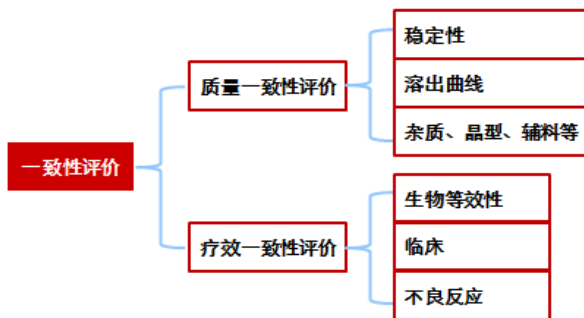 一致性评价
质量一致性评价
稳定性
溶出曲线
杂质、晶型、辅料等
疗效一致性评价
生物等效性
临床
不良反应